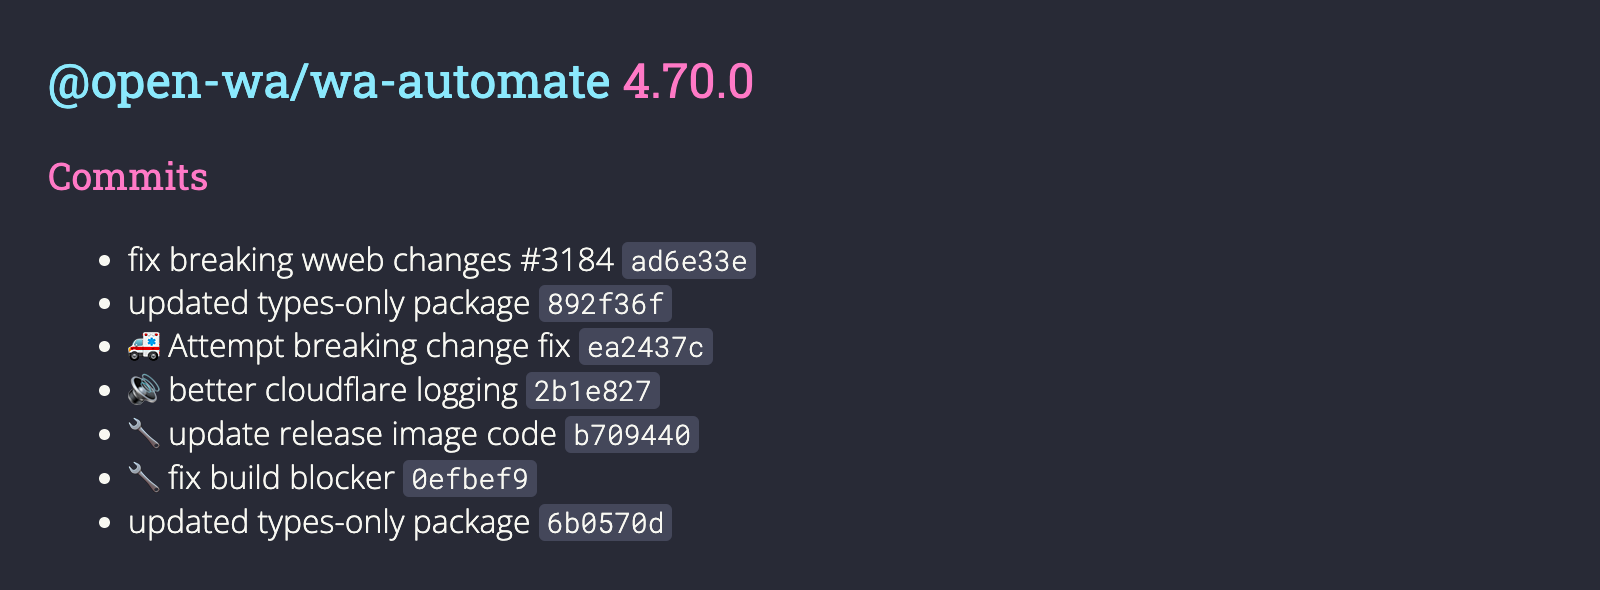 @open-wa/wa-automate 4.70.0
Commits
fix breaking wweb changes #3184 ad6e33e
updated types-only package 892f36f
🚑 Attempt breaking change fix ea2437c
🔊 better cloudflare logging 2b1e827
🔧 update release image code b709440
🔧 fix build blocker 0efbef9
updated types-only package 6b0570d